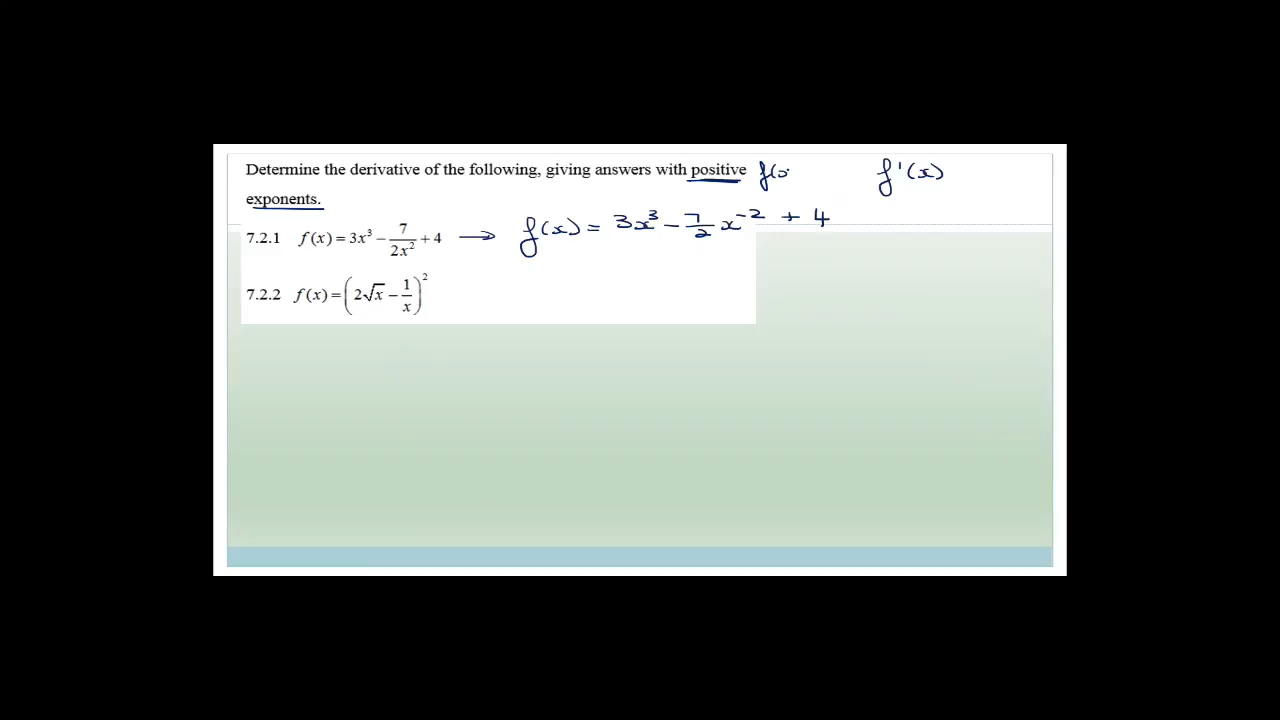 Determine the derivative of the following, giving answers with positive f(x f'(x)
exponents.
7.2.1 f(x) = 3x³ − 7/(2x²) + 4 → f(x) = 3x³ − 7/2 x⁻² + 4
7.2.2 f(x) = (2√x − 1/x)²